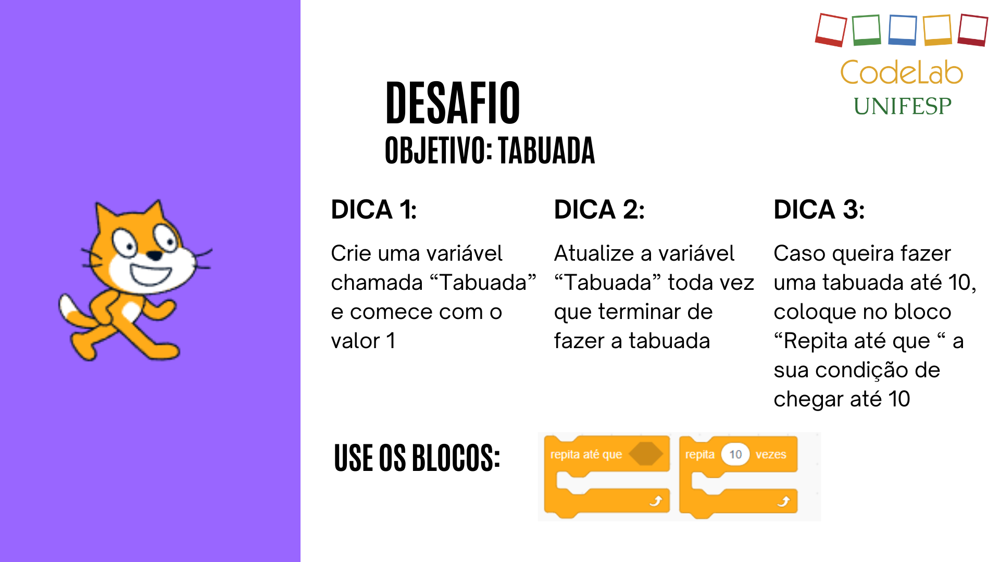 CodeLab
UNIFESP
DESAFIO
OBJETIVO: TABUADA
DICA 1:
Crie uma variável
chamada “Tabuada”
e comece com o
valor 1
DICA 2:
Atualize a variável
“Tabuada” toda vez
que terminar de
fazer a tabuada
DICA 3:
Caso queira fazer
uma tabuada até 10,
coloque no bloco
“Repita até que “ a
sua condição de
chegar até 10
USE OS BLOCOS:
repita até que
repita 10 vezes